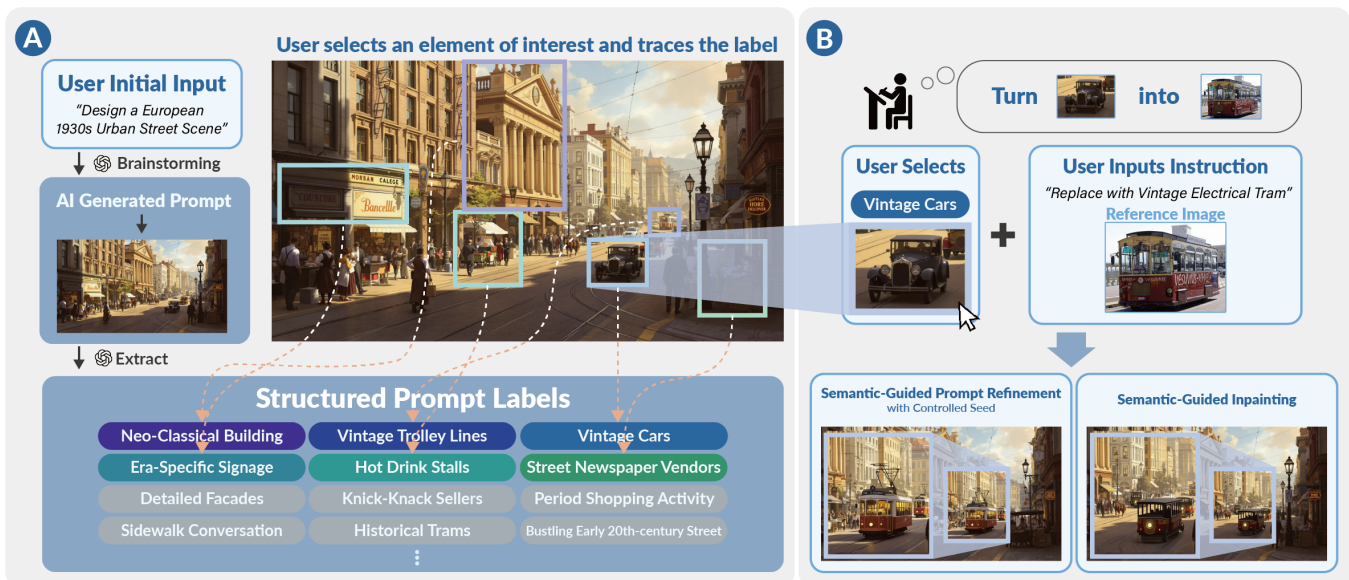 A
User Initial Input
“Design a European
1930s Urban Street Scene”
Brainstorming
AI Generated Prompt
Extract
User selects an element of interest and traces the label
MORBAN CALEGE
Bancelle
Structured Prompt Labels
Neo-Classical Building
Vintage Trolley Lines
Vintage Cars
Era-Specific Signage
Hot Drink Stalls
Street Newspaper Vendors
Detailed Facades
Knick-Knack Sellers
Period Shopping Activity
Sidewalk Conversation
Historical Trams
Bustling Early 20th-century Street
B
Turn
into
User Selects
Vintage Cars
User Inputs Instruction
“Replace with Vintage Electrical Tram”
Reference Image
Semantic-Guided Prompt Refinement
with Controlled Seed
Semantic-Guided Inpainting